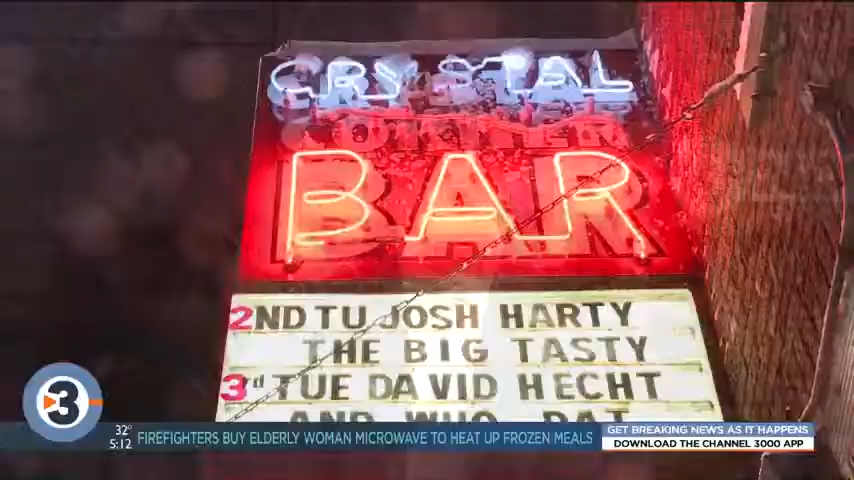 CRYSTAL
CORNER
BAR
2ND TU JOSH HARTY
THE BIG TASTY
3rd TUE DAVID HECHT
AND WHO DAT
3
32°
5:12
FIREFIGHTERS BUY ELDERLY WOMAN MICROWAVE TO HEAT UP FROZEN MEALS
GET BREAKING NEWS AS IT HAPPENS
DOWNLOAD THE CHANNEL 3000 APP